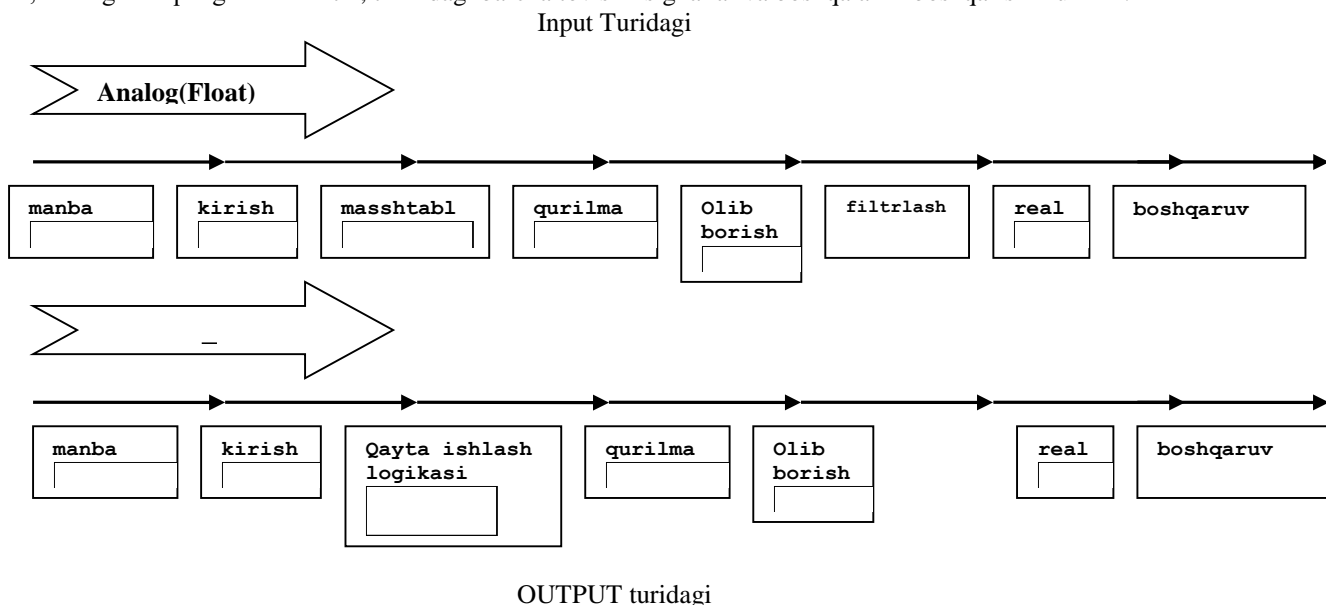 Input Turidagi
Analog(Float)
manba kirish masshtabl qurilma Olib borish filtrlash real boshqaruv
_
manba kirish Qayta ishlash logikasi qurilma Olib borish real boshqaruv
OUTPUT turidagi